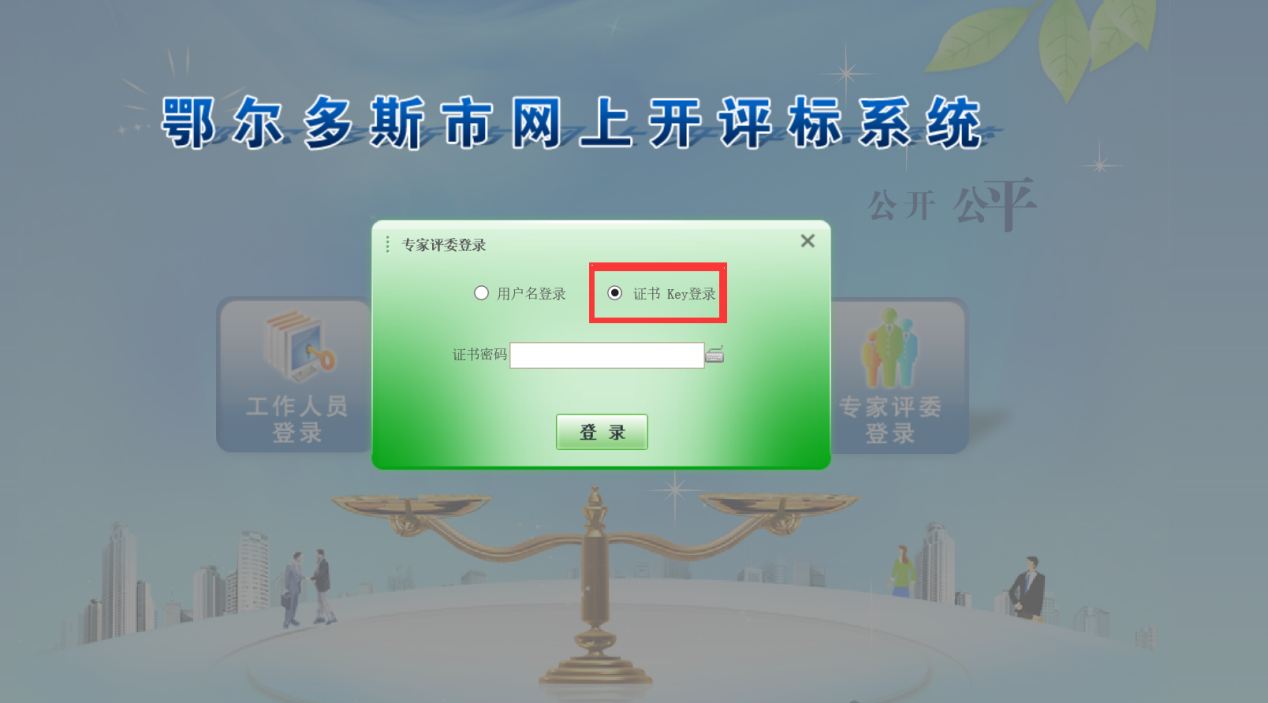 鄂尔多斯市网上开评标系统
公开 公平
专家评委登录
用户名登录 证书 Key登录
证书密码
登 录
工作人员
登录
专家评委
登录